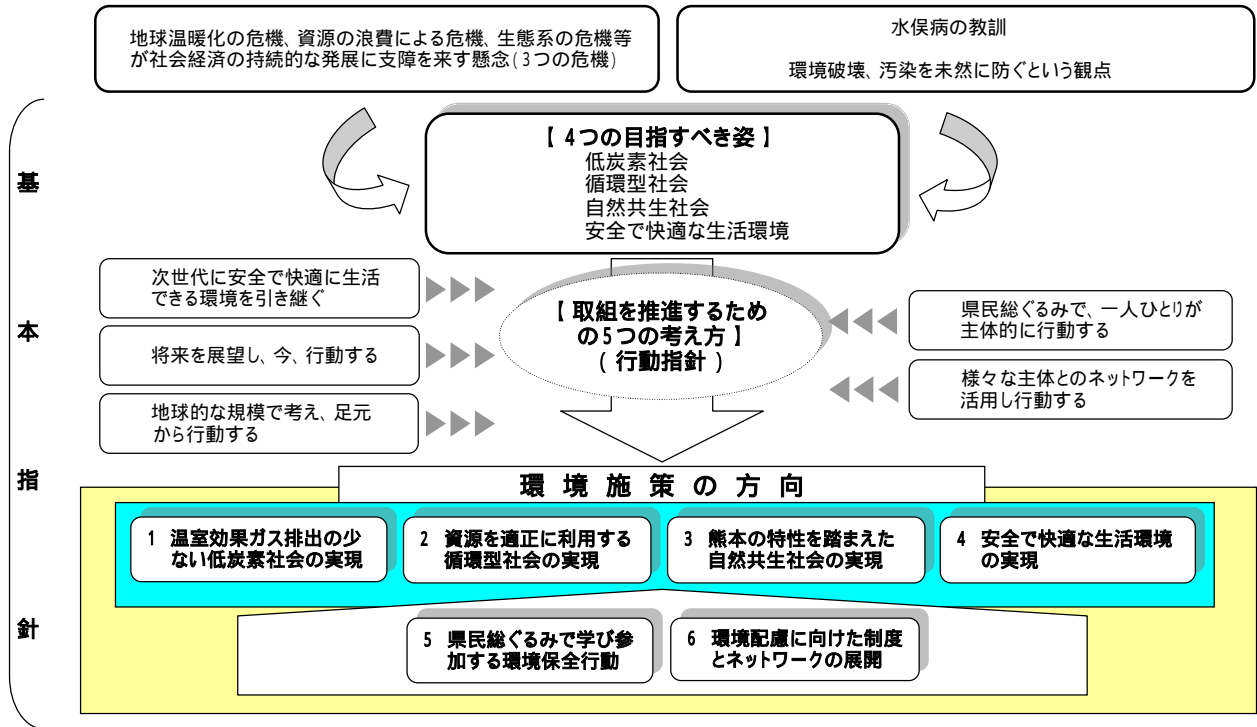 地球温暖化の危機、資源の浪費による危機、生態系の危機等
が社会経済の持続的な発展に支障を来す懸念(3つの危機)
水俣病の教訓
環境破壊、汚染を未然に防ぐという観点
基本指針
【4つの目指すべき姿】
低炭素社会
循環型社会
自然共生社会
安全で快適な生活環境
次世代に安全で快適に生活
できる環境を引き継ぐ
将来を展望し、今、行動する
地球的な規模で考え、足元
から行動する
【取組を推進するため
の5つの考え方】
(行動指針)
県民総ぐるみで、一人ひとりが
主体的に行動する
様々な主体とのネットワークを
活用し行動する
環境施策の方向
1 温室効果ガス排出の少
ない低炭素社会の実現
2 資源を適正に利用する
循環型社会の実現
3 熊本の特性を踏まえた
自然共生社会の実現
4 安全で快適な生活環境
の実現
5 県民総ぐるみで学び参
加する環境保全行動
6 環境配慮に向けた制度
とネットワークの展開